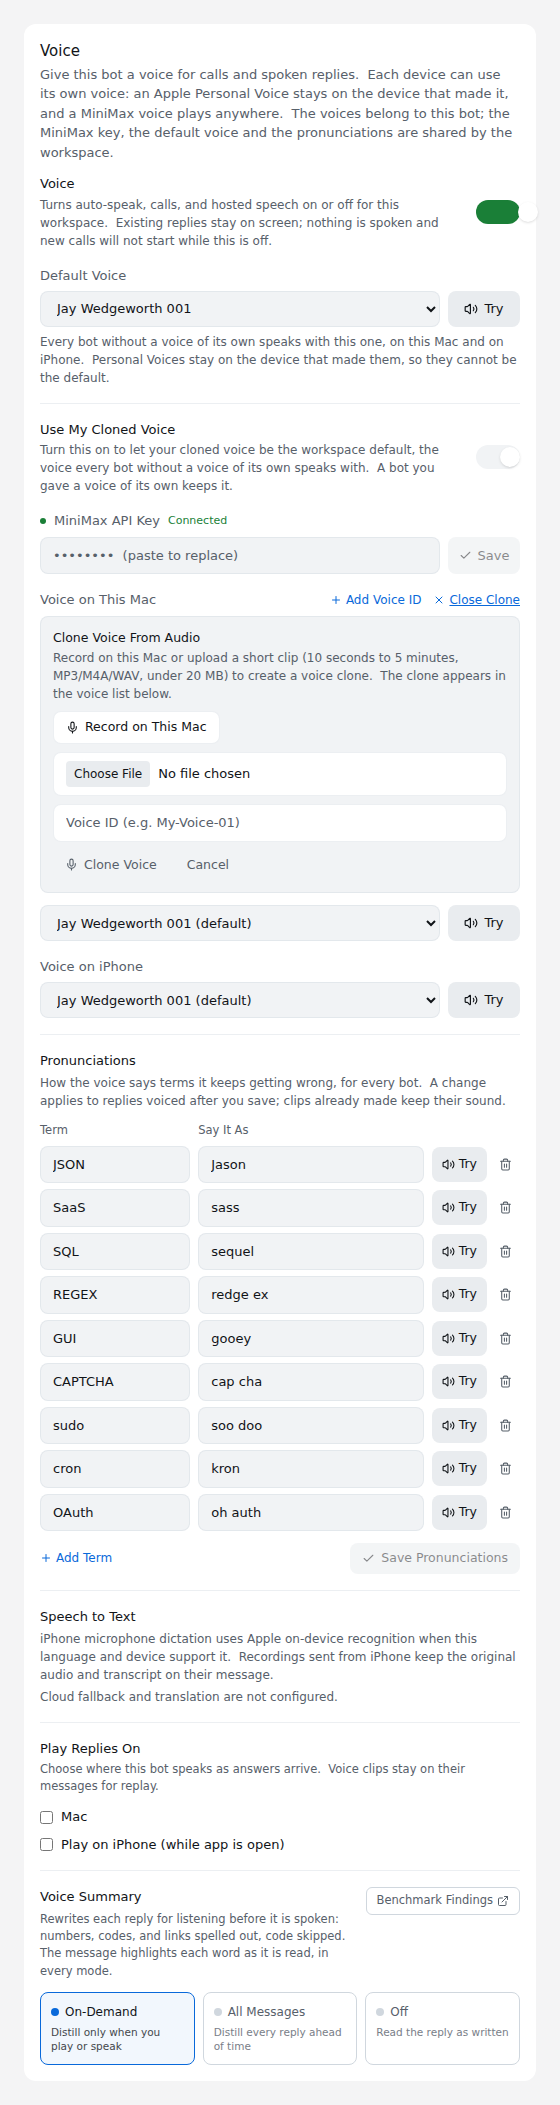 Voice
Give this bot a voice for calls and spoken replies.  Each device can use
its own voice: an Apple Personal Voice stays on the device that made it,
and a MiniMax voice plays anywhere.  The voices belong to this bot; the
MiniMax key, the default voice and the pronunciations are shared by the
workspace.
Voice
Turns auto-speak, calls, and hosted speech on or off for this
workspace.  Existing replies stay on screen; nothing is spoken and
new calls will not start while this is off.
Default Voice
Jay Wedgeworth 001 Try
Every bot without a voice of its own speaks with this one, on this Mac and on
iPhone.  Personal Voices stay on the device that made them, so they cannot be
the default.
Use My Cloned Voice
Turn this on to let your cloned voice be the workspace default, the
voice every bot without a voice of its own speaks with.  A bot you
gave a voice of its own keeps it.
MiniMax API Key Connected
•••••••• (paste to replace) Save
Voice on This Mac + Add Voice ID × Close Clone
Clone Voice From Audio
Record on this Mac or upload a short clip (10 seconds to 5 minutes,
MP3/M4A/WAV, under 20 MB) to create a voice clone.  The clone appears in
the voice list below.
Record on This Mac
Choose File No file chosen
Voice ID (e.g. My-Voice-01)
Clone Voice Cancel
Jay Wedgeworth 001 (default) Try
Voice on iPhone
Jay Wedgeworth 001 (default) Try
Pronunciations
How the voice says terms it keeps getting wrong, for every bot.  A change
applies to replies voiced after you save; clips already made keep their sound.
Term Say It As
JSON Jason Try
SaaS sass Try
SQL sequel Try
REGEX redge ex Try
GUI gooey Try
CAPTCHA cap cha Try
sudo soo doo Try
cron kron Try
OAuth oh auth Try
+ Add Term Save Pronunciations
Speech to Text
iPhone microphone dictation uses Apple on-device recognition when this
language and device support it.  Recordings sent from iPhone keep the original
audio and transcript on their message.
Cloud fallback and translation are not configured.
Play Replies On
Choose where this bot speaks as answers arrive.  Voice clips stay on their
messages for replay.
Mac
Play on iPhone (while app is open)
Voice Summary Benchmark Findings
Rewrites each reply for listening before it is spoken:
numbers, codes, and links spelled out, code skipped.
The message highlights each word as it is read, in
every mode.
On-Demand All Messages Off
Distill only when you Distill every reply ahead Read the reply as written
play or speak of time